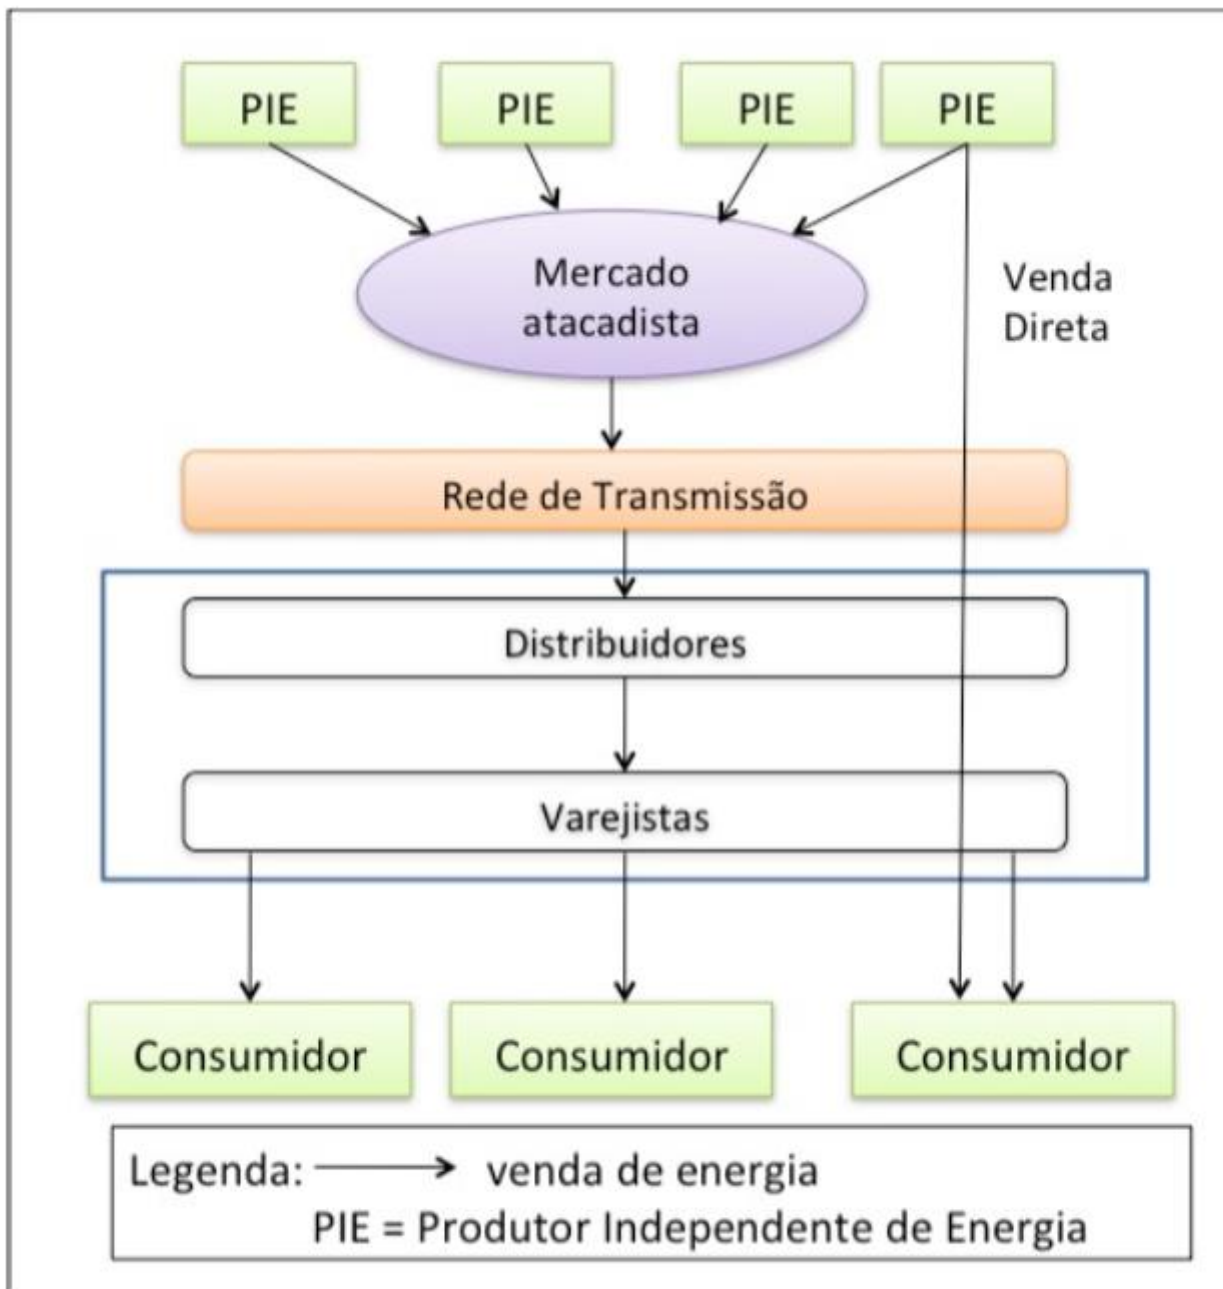 PIE PIE PIE PIE
Mercado
atacadista
Venda
Direta
Rede de Transmissão
Distribuidores
Varejistas
Consumidor Consumidor Consumidor
Legenda: venda de energia
PIE = Produtor Independente de Energia